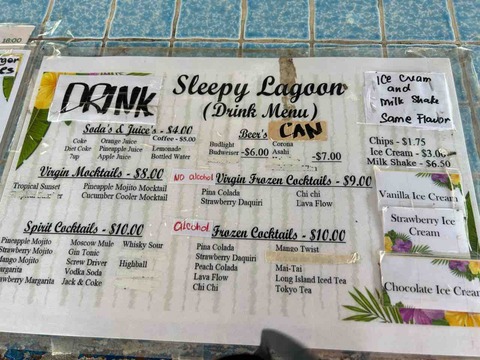 18:00
DRINK
Sleepy Lagoon
(Drink Menu)
Ice Cream
and
Milk Shake
Same Flavor
Soda's & Juice's - $4.00
Coffee - $5.00
Coke Orange Juice Lemonade
Diet Coke Pineapple Juice Bottled Water
7up Apple Juice
Beer's CAN
Budlight Corona
Budweiser -$6.00 Asahi
-$7.00
Chips - $1.75
Ice Cream - $3.00
Milk Shake - $6.50
Virgin Mocktails - $8.00
Tropical Sunset Pineapple Mojito Mocktail
Cucumber Cooler Mocktail
NO alcohol Virgin Frozen Cocktails - $9.00
Pina Colada Chi chi
Strawberry Daquiri Lava Flow
Vanilla Ice Cream
Strawberry Ice
Cream
Chocolate Ice Cream
Spirit Cocktails - $10.00
Pineapple Mojito Moscow Mule Whisky Sour
Strawberry Mojito Gin Tonic
Mango Mojito Screw Driver Highball
Margarita Vodka Soda
Strawberry Margarita Jack & Coke
alcohol Frozen Cocktails - $10.00
Pina Colada Mango Twist
Strawberry Daquiri
Peach Colada Mai-Tai
Lava Flow Long Island Iced Tea
Chi Chi Tokyo Tea